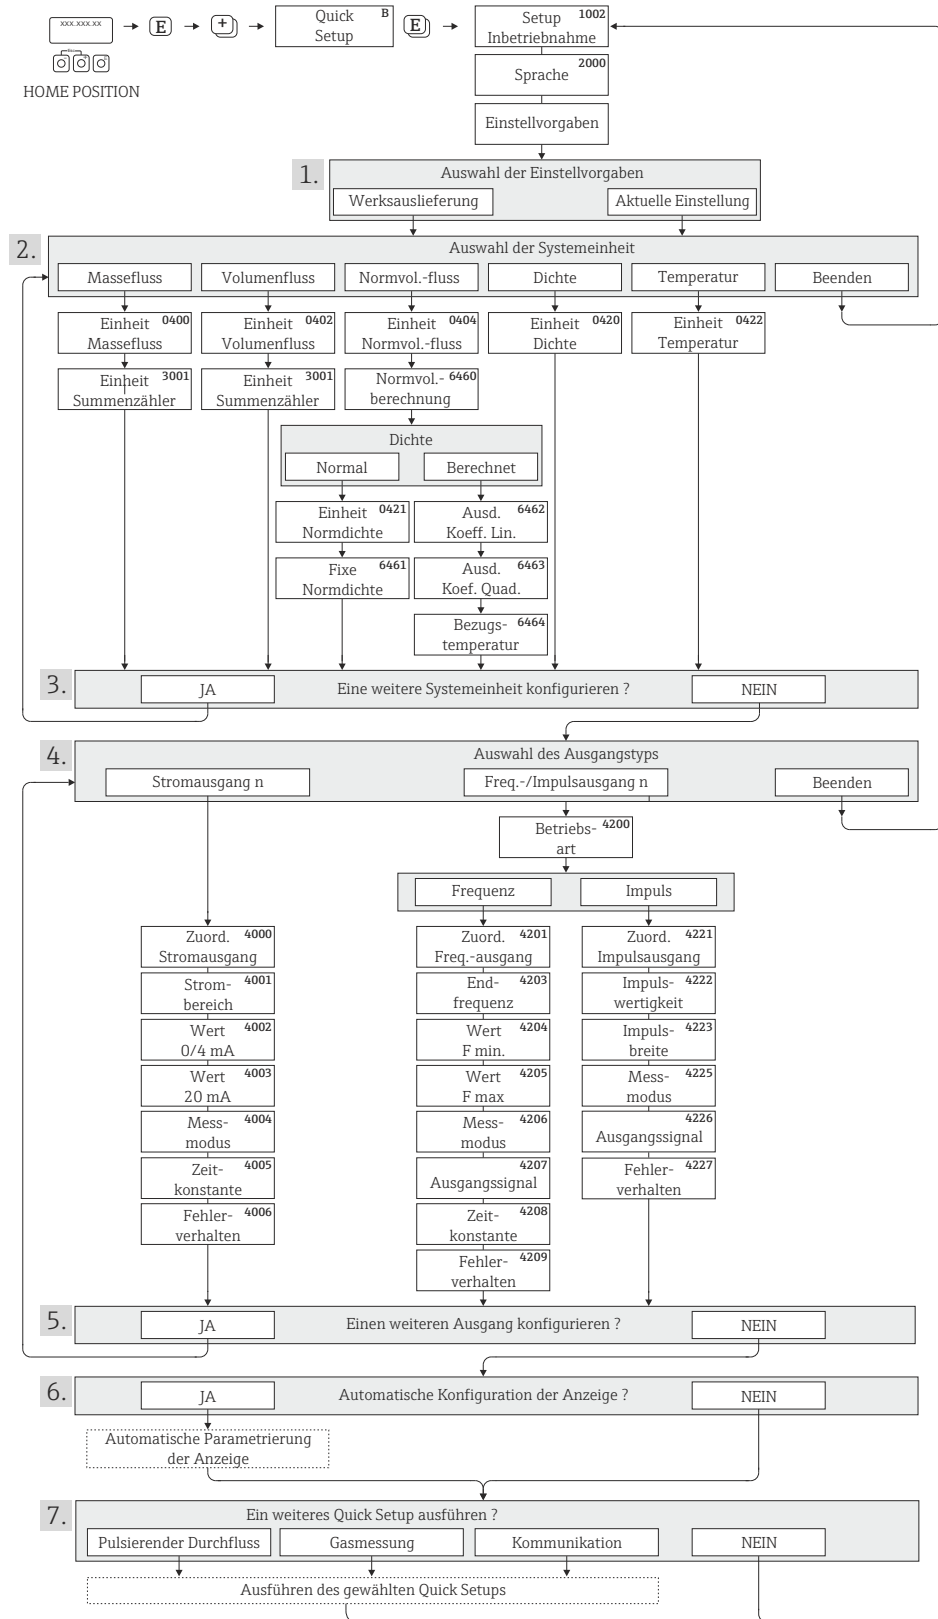 xxx.xxx.xx
Esc
E
+
Quick
Setup
B
E
Setup
Inbetriebnahme
1002
HOME POSITION
Sprache
2000
Einstellvorgaben
1.
Auswahl der Einstellvorgaben
Werksauslieferung
Aktuelle Einstellung
2.
Auswahl der Systemeinheit
Massefluss
Volumenfluss
Normvol.-fluss
Dichte
Temperatur
Beenden
Einheit
Massefluss
0400
Einheit
Volumenfluss
0402
Einheit
Normvol.-fluss
0404
Einheit
Dichte
0420
Einheit
Temperatur
0422
Einheit
Summenzähler
3001
Einheit
Summenzähler
3001
Normvol.-
berechnung
6460
Dichte
Normal
Berechnet
Einheit
Normdichte
0421
Ausd.
Koeff. Lin.
6462
Fixe
Normdichte
6461
Ausd.
Koef. Quad.
6463
Bezugs-
temperatur
6464
3.
JA
Eine weitere Systemeinheit konfigurieren ?
NEIN
4.
Auswahl des Ausgangstyps
Stromausgang n
Freq.-/Impulsausgang n
Beenden
Betriebs-
art
4200
Frequenz
Impuls
Zuord.
Stromausgang
4000
Strom-
bereich
4001
Wert
0/4 mA
4002
Wert
20 mA
4003
Mess-
modus
4004
Zeit-
konstante
4005
Fehler-
verhalten
4006
Zuord.
Freq.-ausgang
4201
End-
frequenz
4203
Wert
F min.
4204
Wert
F max
4205
Mess-
modus
4206
Ausgangssignal
4207
Zeit-
konstante
4208
Fehler-
verhalten
4209
Zuord.
Impulsausgang
4221
Impuls-
wertigkeit
4222
Impuls-
breite
4223
Mess-
modus
4225
Ausgangssignal
4226
Fehler-
verhalten
4227
5.
JA
Einen weiteren Ausgang konfigurieren ?
NEIN
6.
JA
Automatische Konfiguration der Anzeige ?
NEIN
Automatische Parametrierung
der Anzeige
7.
Ein weiteres Quick Setup ausführen ?
Pulsierender Durchfluss
Gasmessung
Kommunikation
NEIN
Ausführen des gewählten Quick Setups